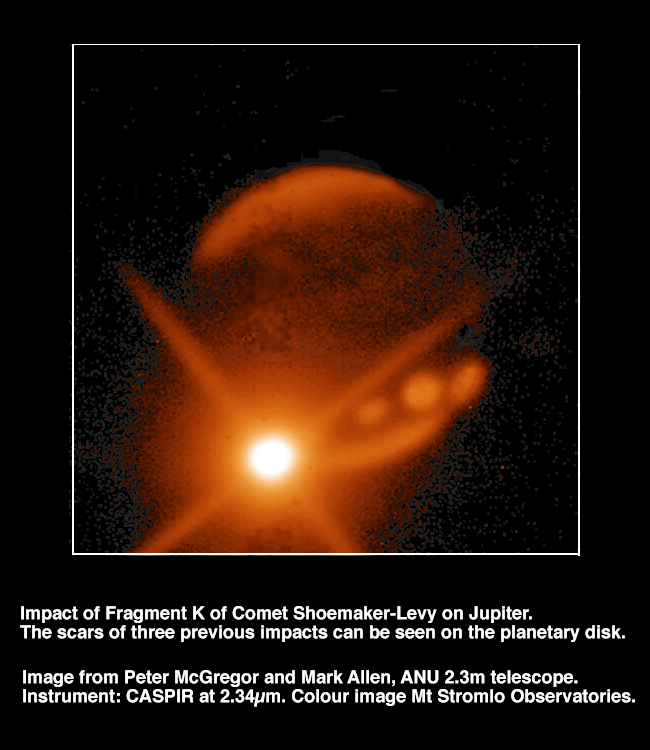 Impact of Fragment K of Comet Shoemaker-Levy on Jupiter.
The scars of three previous impacts can be seen on the planetary disk.
Image from Peter McGregor and Mark Allen, ANU 2.3m telescope.
Instrument: CASPIR at 2.34μm. Colour image Mt Stromlo Observatories.